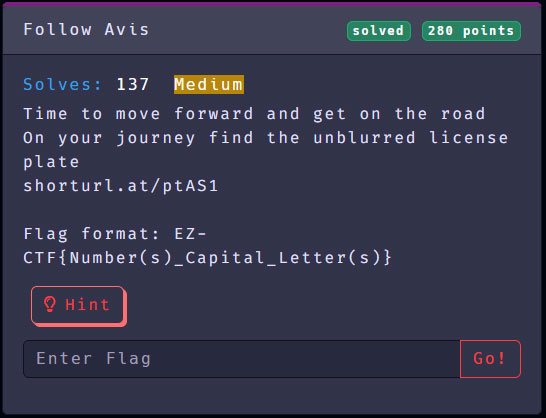 Follow Avis
solved 280 points
Solves: 137 Medium
Time to move forward and get on the road
On your journey find the unblurred license
plate
shorturl.at/ptAS1
Flag format: EZ-
CTF{Number(s)_Capital_Letter(s)}
Hint
Enter Flag Go!